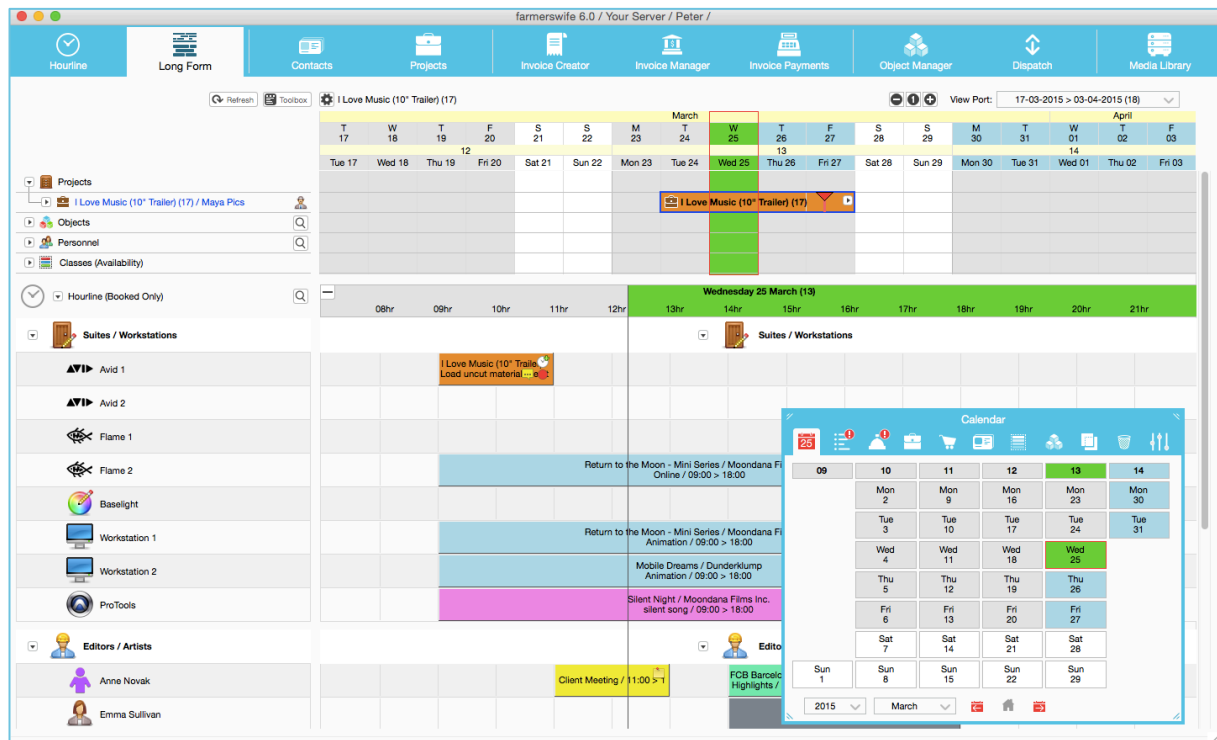 farmerswife 6.0 / Your Server / Peter /
Hourline Long Form Contacts Projects Invoice Creator Invoice Manager Invoice Payments Object Manager Dispatch Media Library
Refresh Toolbox I Love Music (10" Trailer) (17) 1 View Port: 17-03-2015 > 03-04-2015 (18)
March April
T W T F S S M T W T F S S M T W T F
17 18 19 20 21 22 23 24 25 26 27 28 29 30 31 01 02 03
12 13 14
Tue 17 Wed 18 Thu 19 Fri 20 Sat 21 Sun 22 Mon 23 Tue 24 Wed 25 Thu 26 Fri 27 Sat 28 Sun 29 Mon 30 Tue 31 Wed 01 Thu 02 Fri 03
Projects
I Love Music (10" Trailer) (17) / Maya Pics I Love Music (10" Trailer) (17)
Objects
Personnel
Classes (Availability)
Hourline (Booked Only)
Wednesday 25 March (13)
08hr 09hr 10hr 11hr 12hr 13hr 14hr 15hr 16hr 17hr 18hr 19hr 20hr 21hr
Suites / Workstations Suites / Workstations
Avid 1
I Love Music (10" Traile
Load uncut material
Avid 2
Flame 1
Flame 2
Return to the Moon - Mini Series / Moondana Fi
Online / 09:00 > 18:00
Baselight
Workstation 1
Return to the Moon - Mini Series / Moondana Fi
Animation / 09:00 > 18:00
Workstation 2
Mobile Dreams / Dunderklump
Animation / 09:00 > 18:00
ProTools
Silent Night / Moondana Films Inc.
silent song / 09:00 > 18:00
Editors / Artists Edito
Anne Novak
Client Meeting / 11:00 > 1
FCB Barcelo
Highlights /
Emma Sullivan
Calendar
25
09 10 11 12 13 14
Mon Mon Mon Mon Mon
2 9 16 23 30
Tue Tue Tue Tue Tue
3 10 17 24 31
Wed Wed Wed Wed
4 11 18 25
Thu Thu Thu Thu
5 12 19 26
Fri Fri Fri Fri
6 13 20 27
Sat Sat Sat Sat
7 14 21 28
Sun Sun Sun Sun Sun
1 8 15 22 29
2015 March